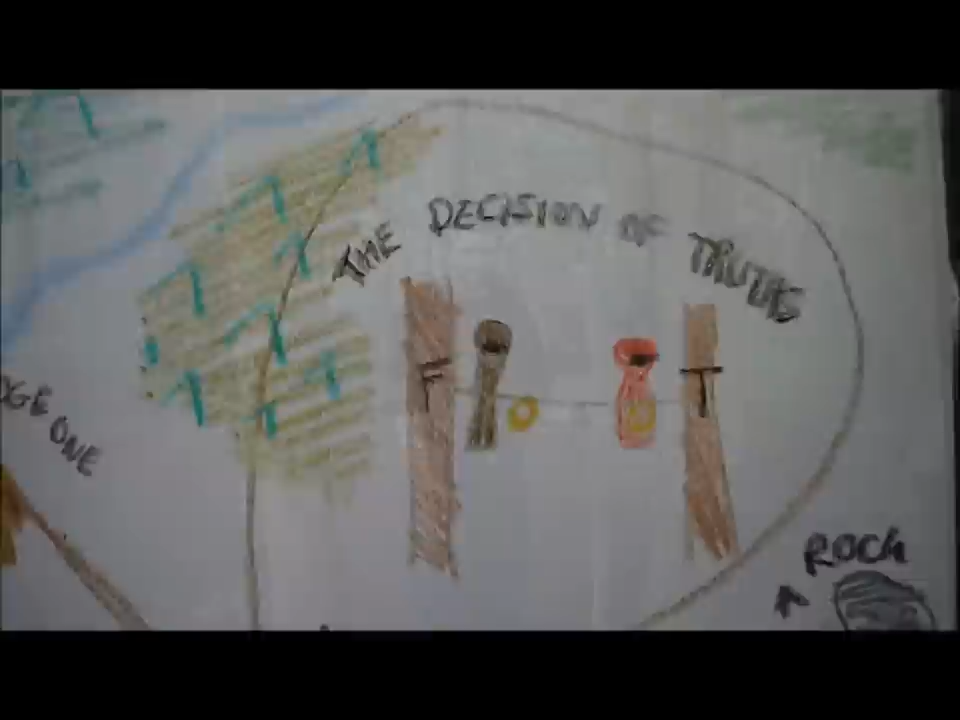 THE DECISION OF TRUTHS
F
T
ONE
ROCK